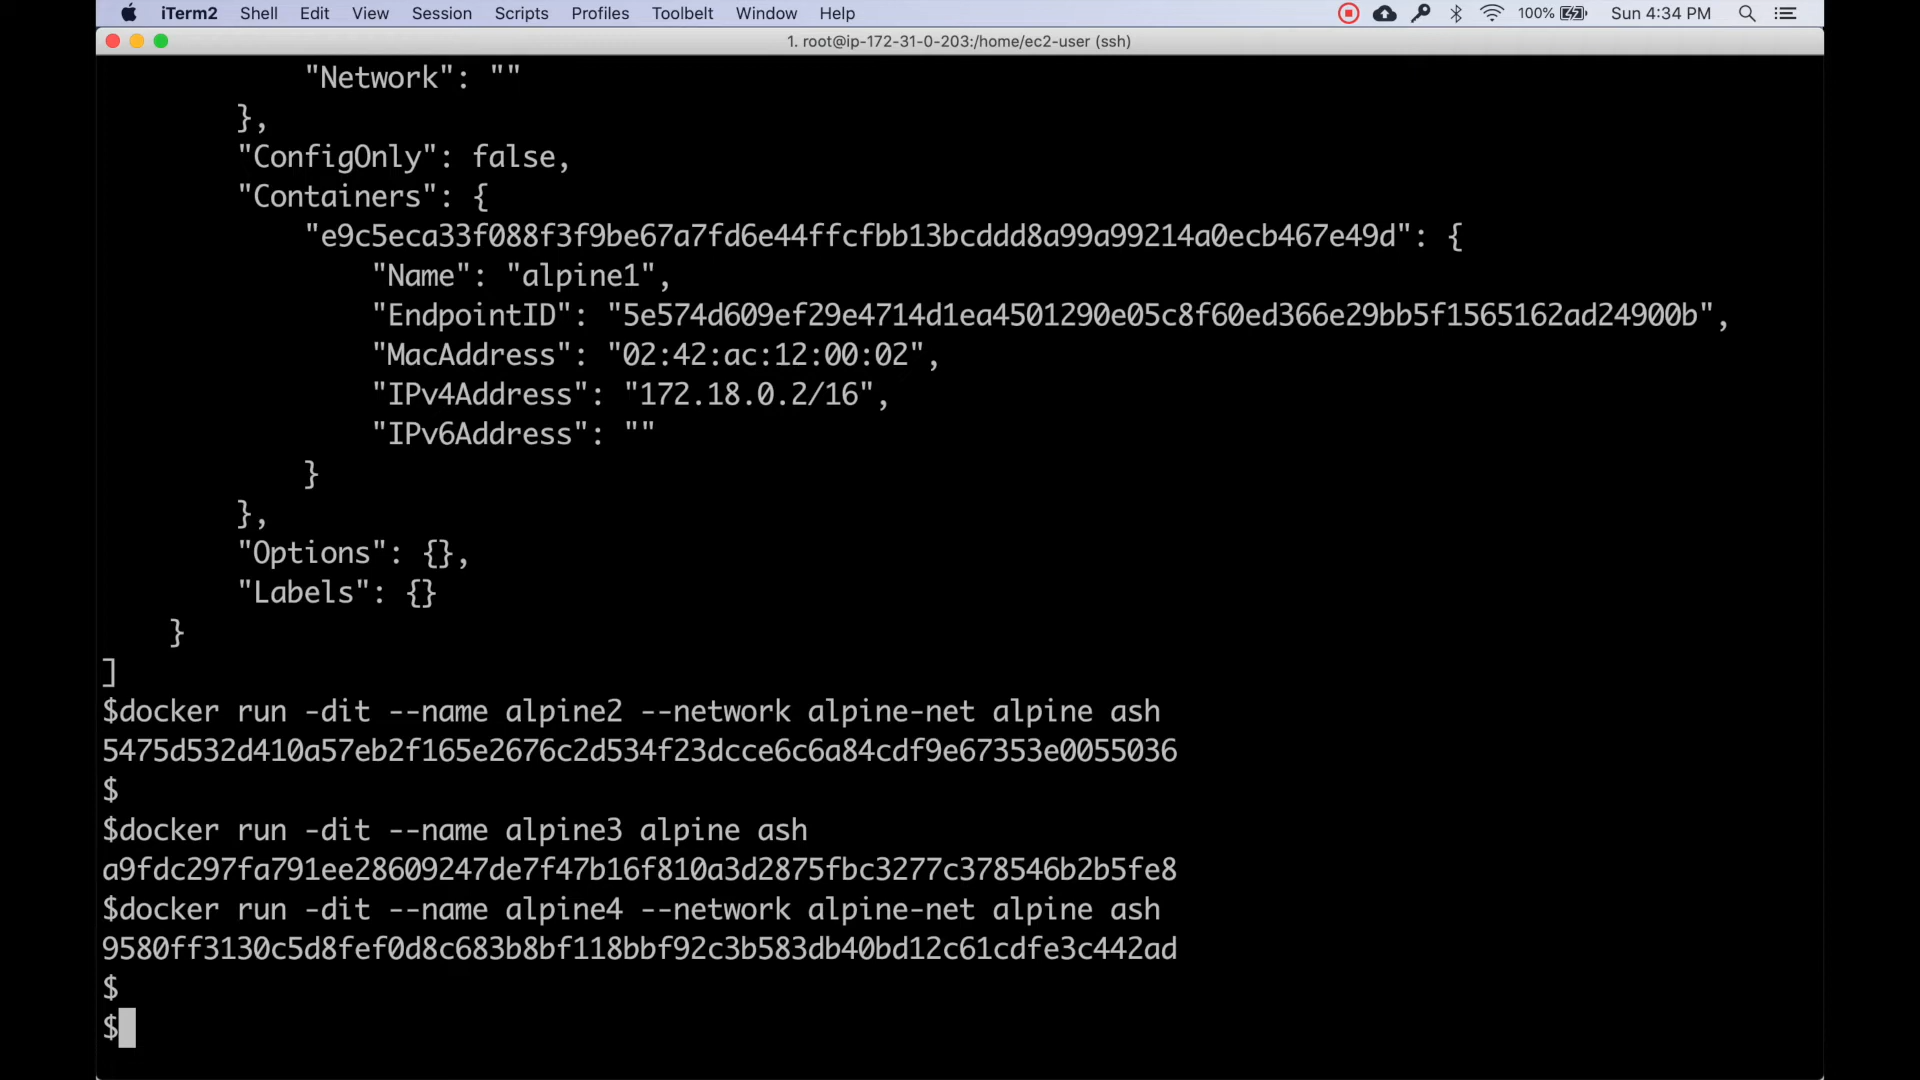 iTerm2 Shell Edit View Session Scripts Profiles Toolbelt Window Help 100% Sun 4:34 PM
1. root@ip-172-31-0-203:/home/ec2-user (ssh)
"Network": ""
},
"ConfigOnly": false,
"Containers": {
"e9c5eca33f088f3f9be67a7fd6e44ffcfbb13bcddd8a99a99214a0ecb467e49d": {
"Name": "alpine1",
"EndpointID": "5e574d609ef29e4714d1ea4501290e05c8f60ed366e29bb5f1565162ad24900b",
"MacAddress": "02:42:ac:12:00:02",
"IPv4Address": "172.18.0.2/16",
"IPv6Address": ""
}
},
"Options": {},
"Labels": {}
}
]
$docker run -dit --name alpine2 --network alpine-net alpine ash
5475d532d410a57eb2f165e2676c2d534f23dcce6c6a84cdf9e67353e0055036
$
$docker run -dit --name alpine3 alpine ash
a9fdc297fa791ee28609247de7f47b16f810a3d2875fbc3277c378546b2b5fe8
$docker run -dit --name alpine4 --network alpine-net alpine ash
9580ff3130c5d8fef0d8c683b8bf118bbf92c3b583db40bd12c61cdfe3c442ad
$
$